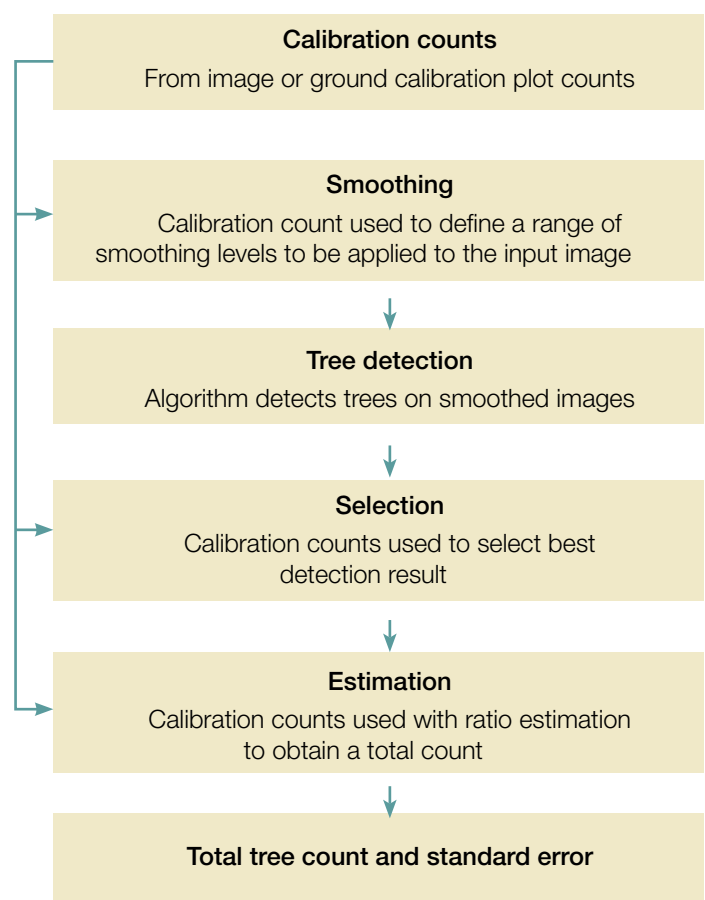 Calibration counts
From image or ground calibration plot counts
Smoothing
Calibration count used to define a range of
smoothing levels to be applied to the input image
Tree detection
Algorithm detects trees on smoothed images
Selection
Calibration counts used to select best
detection result
Estimation
Calibration counts used with ratio estimation
to obtain a total count
Total tree count and standard error